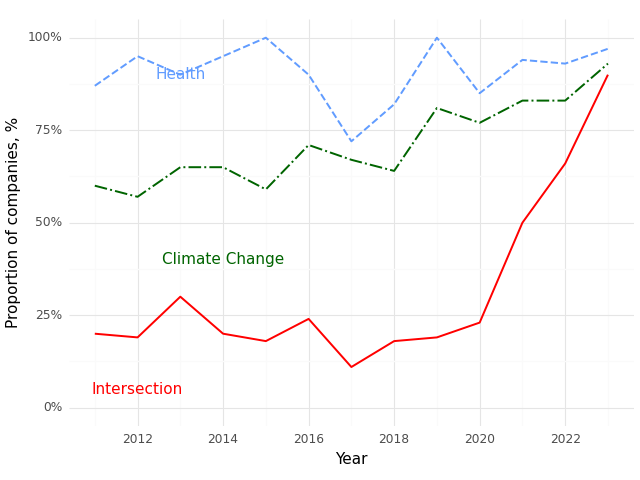 100%
Health
75%
50%
Climate Change
25%
Intersection
0%
Proportion of companies, %
2012 2014 2016 2018 2020 2022
Year